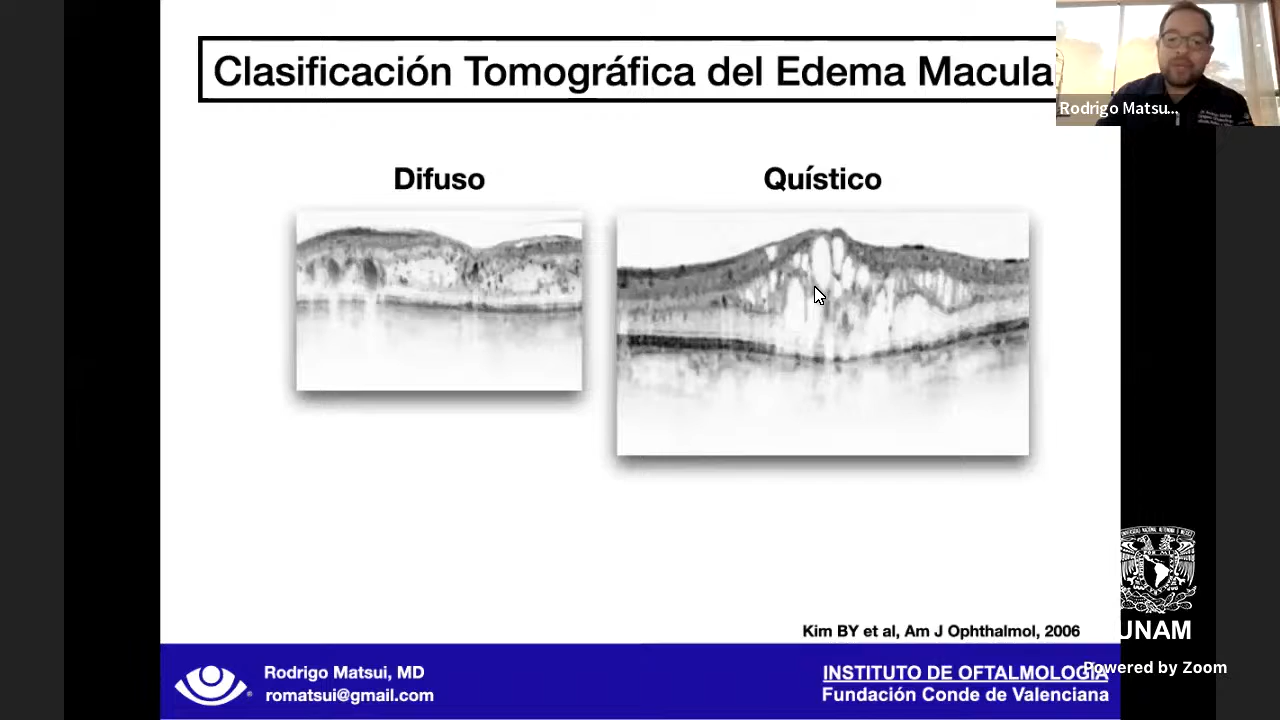 Clasificación Tomográfica del Edema Macula
Rodrigo Matsu...
Difuso
Quístico
Kim BY et al, Am J Ophthalmol, 2006
UNAM
Rodrigo Matsui, MD
romatsui@gmail.com
INSTITUTO DE OFTALMOLOGÍA
Fundación Conde de Valenciana
Powered by Zoom